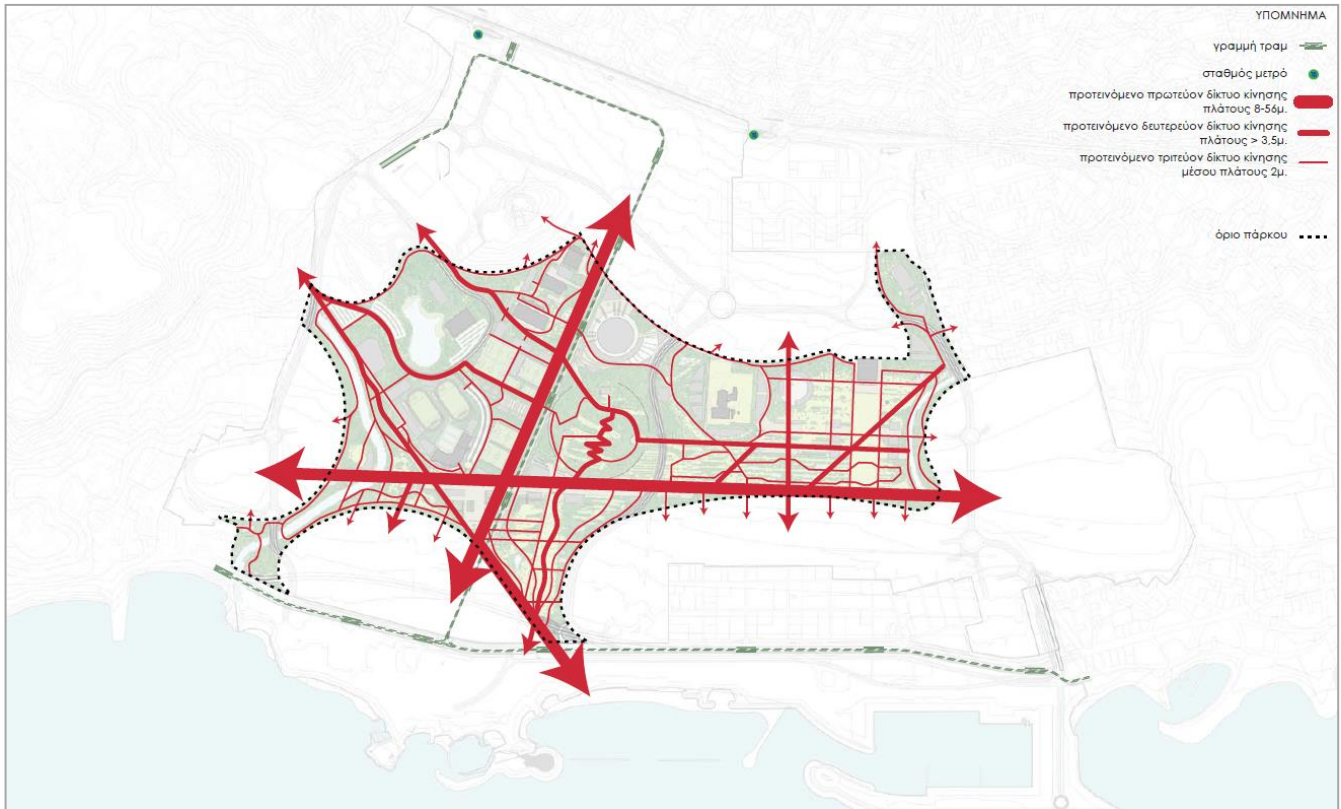 ΥΠΟΜΝΗΜΑ
γραμμή τραμ
σταθμός μετρό
προτεινόμενο πρωτεύον δίκτυο κίνησης
πλάτους 8-56μ.
προτεινόμενο δευτερεύον δίκτυο κίνησης
πλάτους > 3,5μ.
προτεινόμενο τριτεύον δίκτυο κίνησης
μέσου πλάτους 2μ.
όριο πάρκου